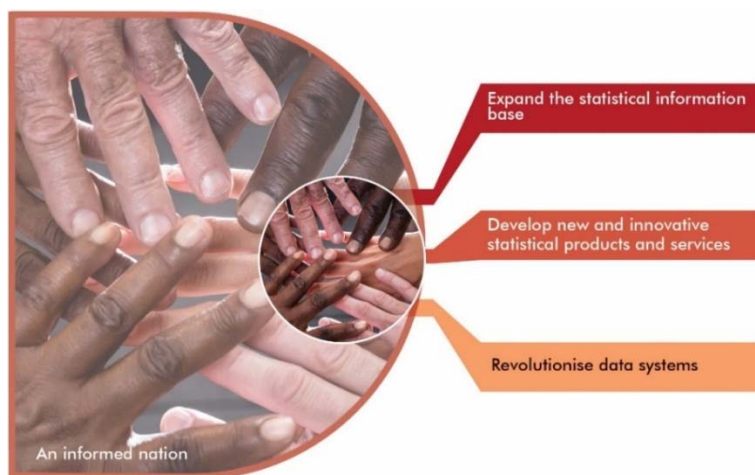 Expand the statistical information
base
Develop new and innovative
statistical products and services
Revolutionise data systems
An informed nation